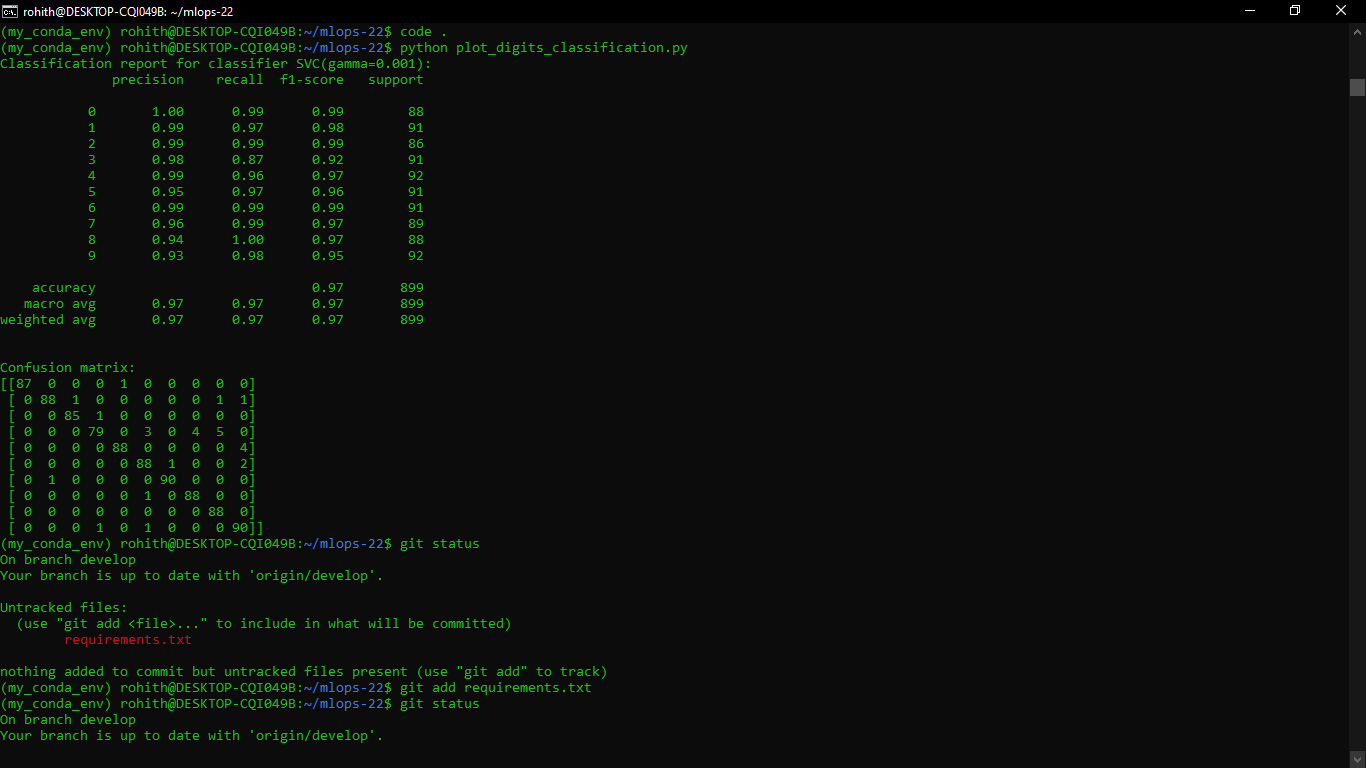 rohith@DESKTOP-CQI049B: ~/mlops-22
(my_conda_env) rohith@DESKTOP-CQI049B:~/mlops-22$ code .
(my_conda_env) rohith@DESKTOP-CQI049B:~/mlops-22$ python plot_digits_classification.py
Classification report for classifier SVC(gamma=0.001):
              precision    recall  f1-score   support

           0       1.00      0.99      0.99        88
           1       0.99      0.97      0.98        91
           2       0.99      0.99      0.99        86
           3       0.98      0.87      0.92        91
           4       0.99      0.96      0.97        92
           5       0.95      0.97      0.96        91
           6       0.99      0.99      0.99        91
           7       0.96      0.99      0.97        89
           8       0.94      1.00      0.97        88
           9       0.93      0.98      0.95        92

    accuracy                           0.97       899
   macro avg       0.97      0.97      0.97       899
weighted avg       0.97      0.97      0.97       899

Confusion matrix:
[[87  0  0  0  1  0  0  0  0  0]
 [ 0 88  1  0  0  0  0  0  1  1]
 [ 0  0 85  1  0  0  0  0  0  0]
 [ 0  0  0 79  0  3  0  4  5  0]
 [ 0  0  0  0 88  0  0  0  0  4]
 [ 0  0  0  0  0 88  1  0  0  2]
 [ 0  1  0  0  0  0 90  0  0  0]
 [ 0  0  0  0  0  1  0 88  0  0]
 [ 0  0  0  0  0  0  0  0 88  0]
 [ 0  0  0  1  0  1  0  0  0 90]]
(my_conda_env) rohith@DESKTOP-CQI049B:~/mlops-22$ git status
On branch develop
Your branch is up to date with 'origin/develop'.

Untracked files:
  (use "git add <file>..." to include in what will be committed)
        requirements.txt

nothing added to commit but untracked files present (use "git add" to track)
(my_conda_env) rohith@DESKTOP-CQI049B:~/mlops-22$ git add requirements.txt
(my_conda_env) rohith@DESKTOP-CQI049B:~/mlops-22$ git status
On branch develop
Your branch is up to date with 'origin/develop'.